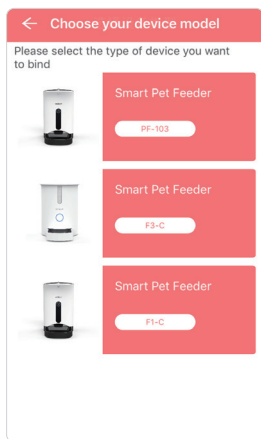 Choose your device model
Please select the type of device you want
to bind
Smart Pet Feeder
PF-103
Smart Pet Feeder
F3-C
Smart Pet Feeder
F1-C